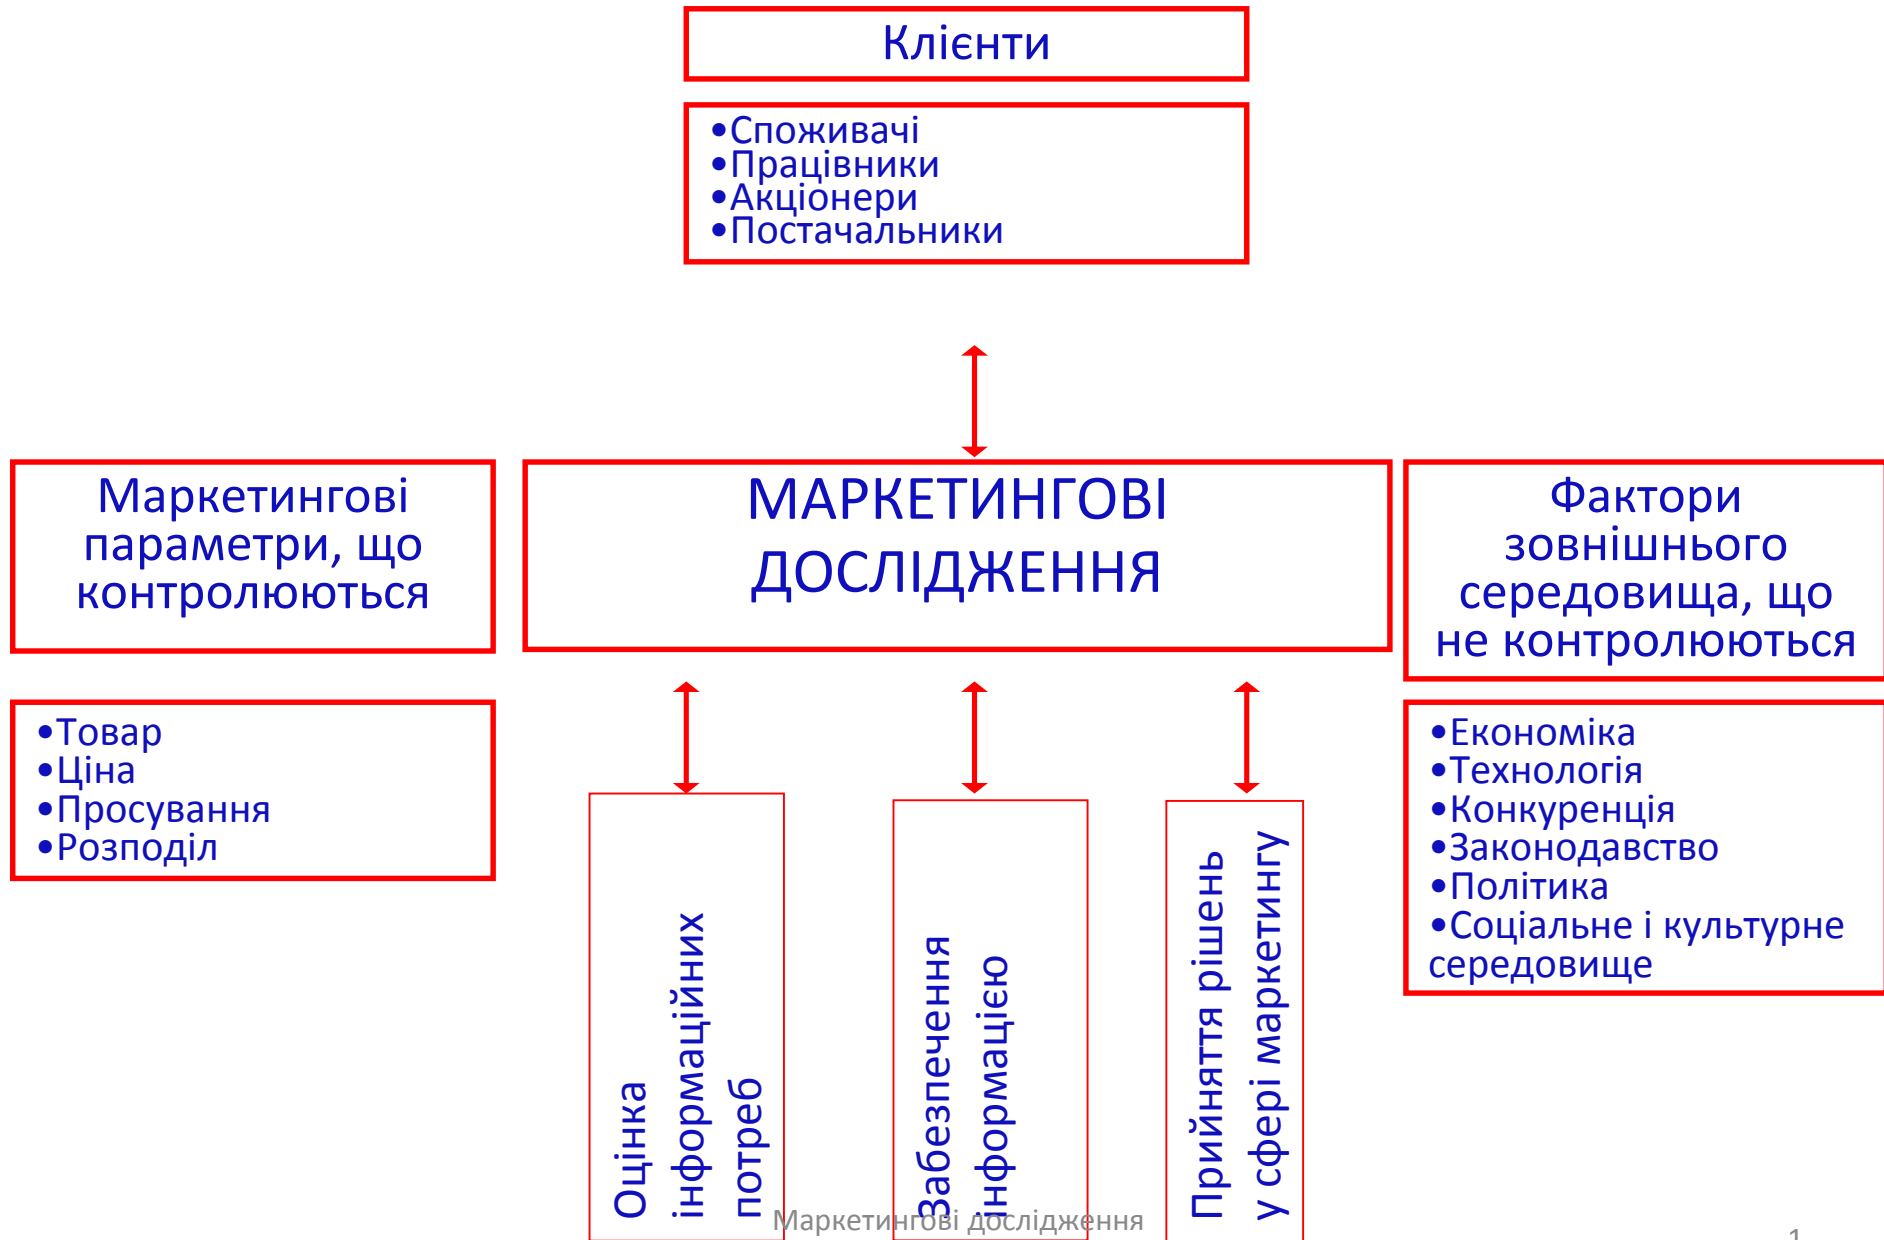 Клієнти
•Споживачі
•Працівники
•Акціонери
•Постачальники
Маркетингові
параметри, що
контролюються
МАРКЕТИНГОВІ
ДОСЛІДЖЕННЯ
Фактори
зовнішнього
середовища, що
не контролюються
•Товар
•Ціна
•Просування
•Розподіл
•Економіка
•Технологія
•Конкуренція
•Законодавство
•Політика
•Соціальне і культурне
середовище
Оцінка
інформаційних
потреб
Забезпечення
інформацією
Прийняття рішень
у сфері маркетингу
Маркетингові дослідження
1